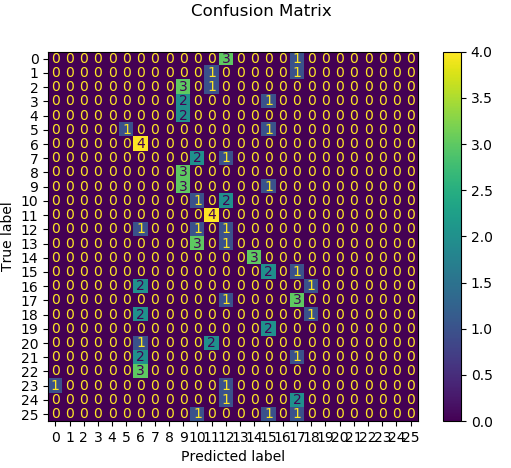 Confusion Matrix
0 0 0 0 0 0 0 0 0 0 0 0 0 3 0 0 0 0 1 0 0 0 0 0 0 0 0
1 0 0 0 0 0 0 0 0 0 0 0 1 0 0 0 0 0 1 0 0 0 0 0 0 0 0
2 0 0 0 0 0 0 0 0 0 3 0 1 0 0 0 0 0 0 0 0 0 0 0 0 0 0
3 0 0 0 0 0 0 0 0 0 2 0 0 0 0 0 1 0 0 0 0 0 0 0 0 0 0
4 0 0 0 0 0 0 0 0 0 2 0 0 0 0 0 0 0 0 0 0 0 0 0 0 0 0
5 0 0 0 0 0 1 0 0 0 0 0 0 0 0 0 1 0 0 0 0 0 0 0 0 0 0
6 0 0 0 0 0 0 4 0 0 0 0 0 0 0 0 0 0 0 0 0 0 0 0 0 0 0
7 0 0 0 0 0 0 0 0 0 0 2 0 1 0 0 0 0 0 0 0 0 0 0 0 0 0
8 0 0 0 0 0 0 0 0 0 3 0 0 0 0 0 0 0 0 0 0 0 0 0 0 0 0
9 0 0 0 0 0 0 0 0 0 3 0 0 0 0 0 1 0 0 0 0 0 0 0 0 0 0
10 0 0 0 0 0 0 0 0 0 0 1 0 2 0 0 0 0 0 0 0 0 0 0 0 0 0
11 0 0 0 0 0 0 0 0 0 0 0 4 0 0 0 0 0 0 0 0 0 0 0 0 0 0
12 0 0 0 0 0 0 1 0 0 0 1 0 1 0 0 0 0 0 0 0 0 0 0 0 0 0
13 0 0 0 0 0 0 0 0 0 0 3 0 1 0 0 0 0 0 0 0 0 0 0 0 0 0
14 0 0 0 0 0 0 0 0 0 0 0 0 0 0 3 0 0 0 0 0 0 0 0 0 0 0
15 0 0 0 0 0 0 0 0 0 0 0 0 0 0 0 2 0 1 0 0 0 0 0 0 0 0
16 0 0 0 0 0 0 2 0 0 0 0 0 0 0 0 0 0 0 1 0 0 0 0 0 0 0
17 0 0 0 0 0 0 0 0 0 0 0 0 1 0 0 0 0 3 0 0 0 0 0 0 0 0
18 0 0 0 0 0 0 2 0 0 0 0 0 0 0 0 0 0 0 1 0 0 0 0 0 0 0
19 0 0 0 0 0 0 0 0 0 0 0 0 0 0 0 2 0 0 0 0 0 0 0 0 0 0
20 0 0 0 0 0 0 1 0 0 0 0 2 0 0 0 0 0 0 0 0 0 0 0 0 0 0
21 0 0 0 0 0 0 2 0 0 0 0 0 0 0 0 0 0 1 0 0 0 0 0 0 0 0
22 0 0 0 0 0 0 3 0 0 0 0 0 0 0 0 0 0 0 0 0 0 0 0 0 0 0
23 1 0 0 0 0 0 0 0 0 0 0 0 1 0 0 0 0 0 0 0 0 0 0 0 0 0
24 0 0 0 0 0 0 0 0 0 0 0 0 1 0 0 0 0 2 0 0 0 0 0 0 0 0
25 0 0 0 0 0 0 0 0 0 0 1 0 0 0 0 1 0 1 0 0 0 0 0 0 0 0
0 1 2 3 4 5 6 7 8 9 10 11 12 13 14 15 16 17 18 19 20 21 22 23 24 25
True label
Predicted label
4.0
3.5
3.0
2.5
2.0
1.5
1.0
0.5
0.0